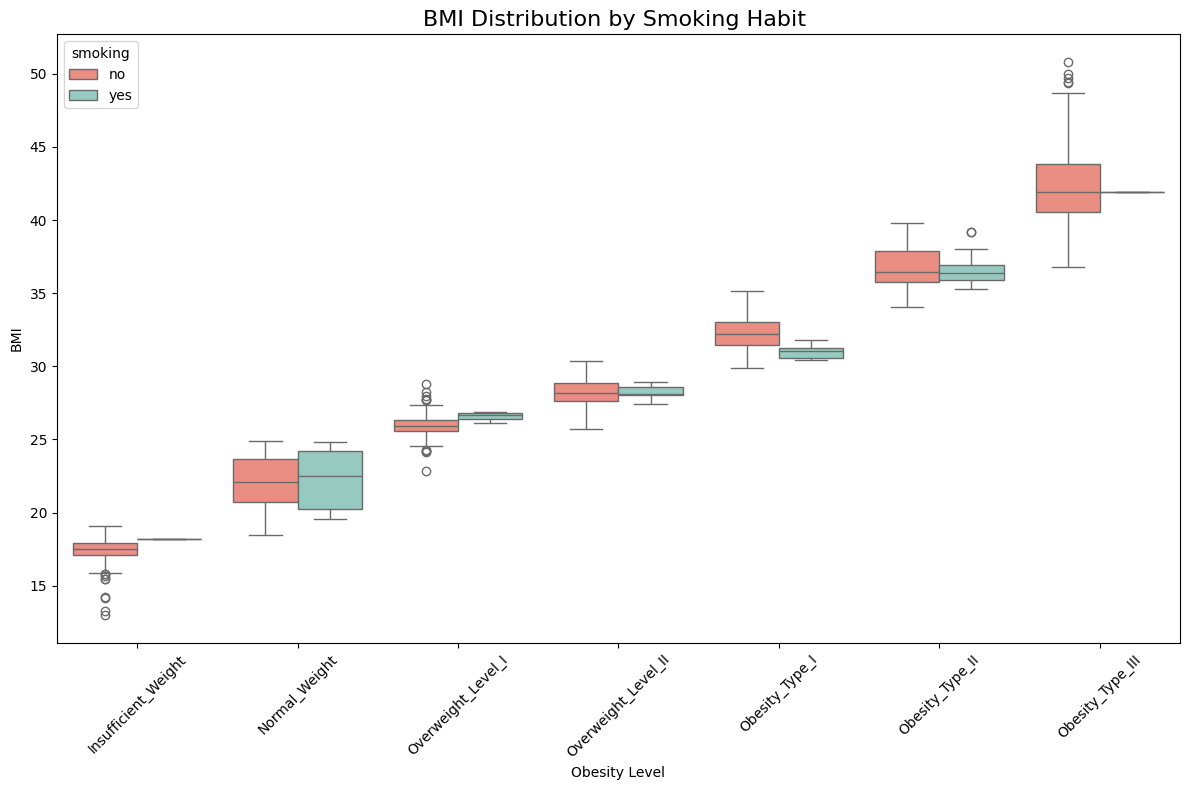 BMI Distribution by Smoking Habit
smoking
no
yes
50
45
40
35
30
25
20
15
BMI
Insufficient_Weight
Normal_Weight
Overweight_Level_I
Overweight_Level_II
Obesity_Type_I
Obesity_Type_II
Obesity_Type_III
Obesity Level